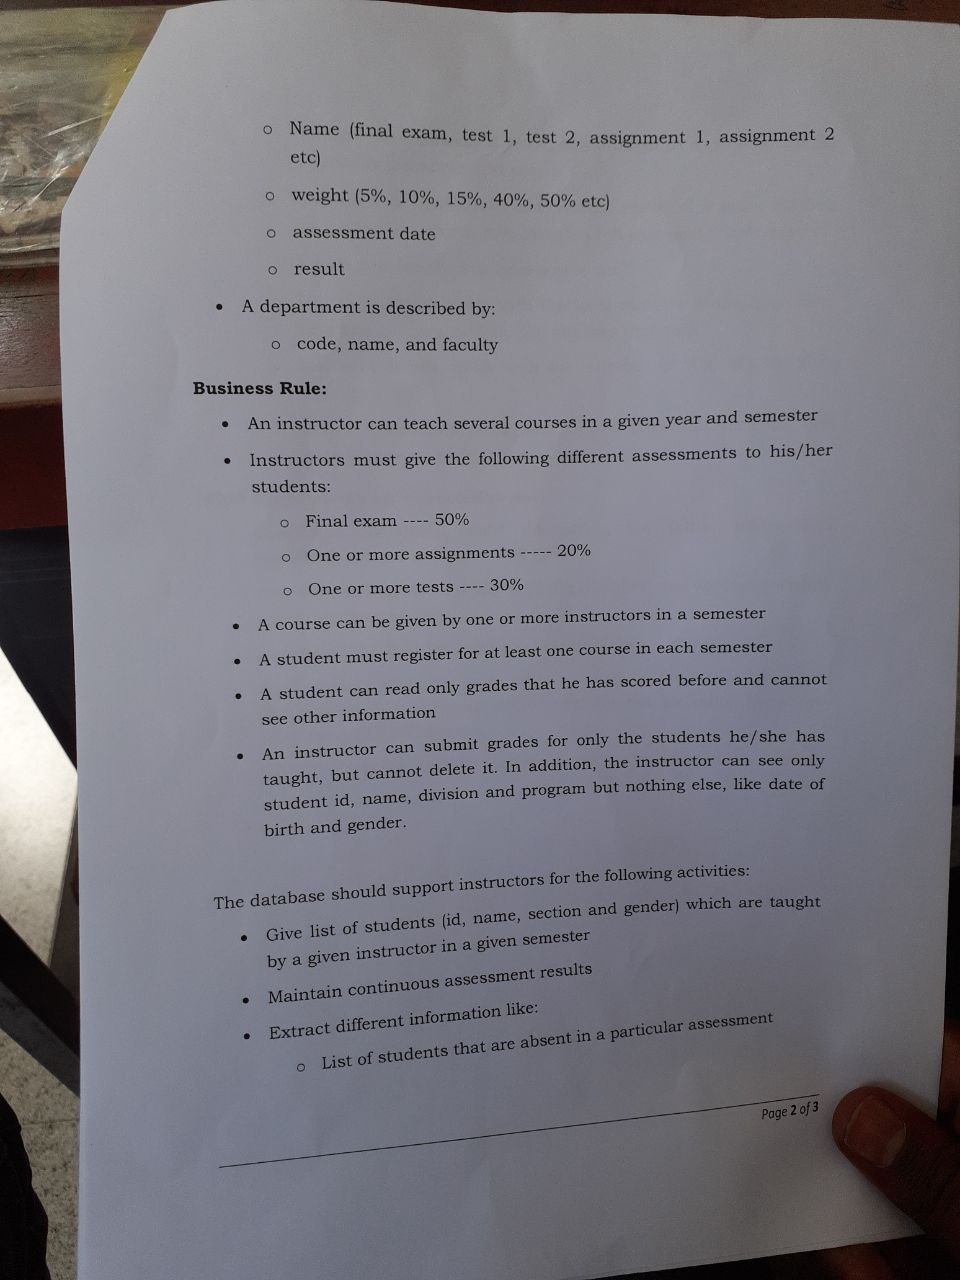 o Name (final exam, test 1, test 2, assignment 1, assignment 2
etc)
o weight (5%, 10%, 15%, 40%, 50% etc)
o assessment date
o result
• A department is described by:
o code, name, and faculty
Business Rule:
• An instructor can teach several courses in a given year and semester
• Instructors must give the following different assessments to his/her
students:
o Final exam ---- 50%
o One or more assignments ----- 20%
o One or more tests ---- 30%
• A course can be given by one or more instructors in a semester
• A student must register for at least one course in each semester
• A student can read only grades that he has scored before and cannot
see other information
• An instructor can submit grades for only the students he/she has
taught, but cannot delete it. In addition, the instructor can see only
student id, name, division and program but nothing else, like date of
birth and gender.
The database should support instructors for the following activities:
• Give list of students (id, name, section and gender) which are taught
by a given instructor in a given semester
• Maintain continuous assessment results
• Extract different information like:
o List of students that are absent in a particular assessment
Page 2 of 3